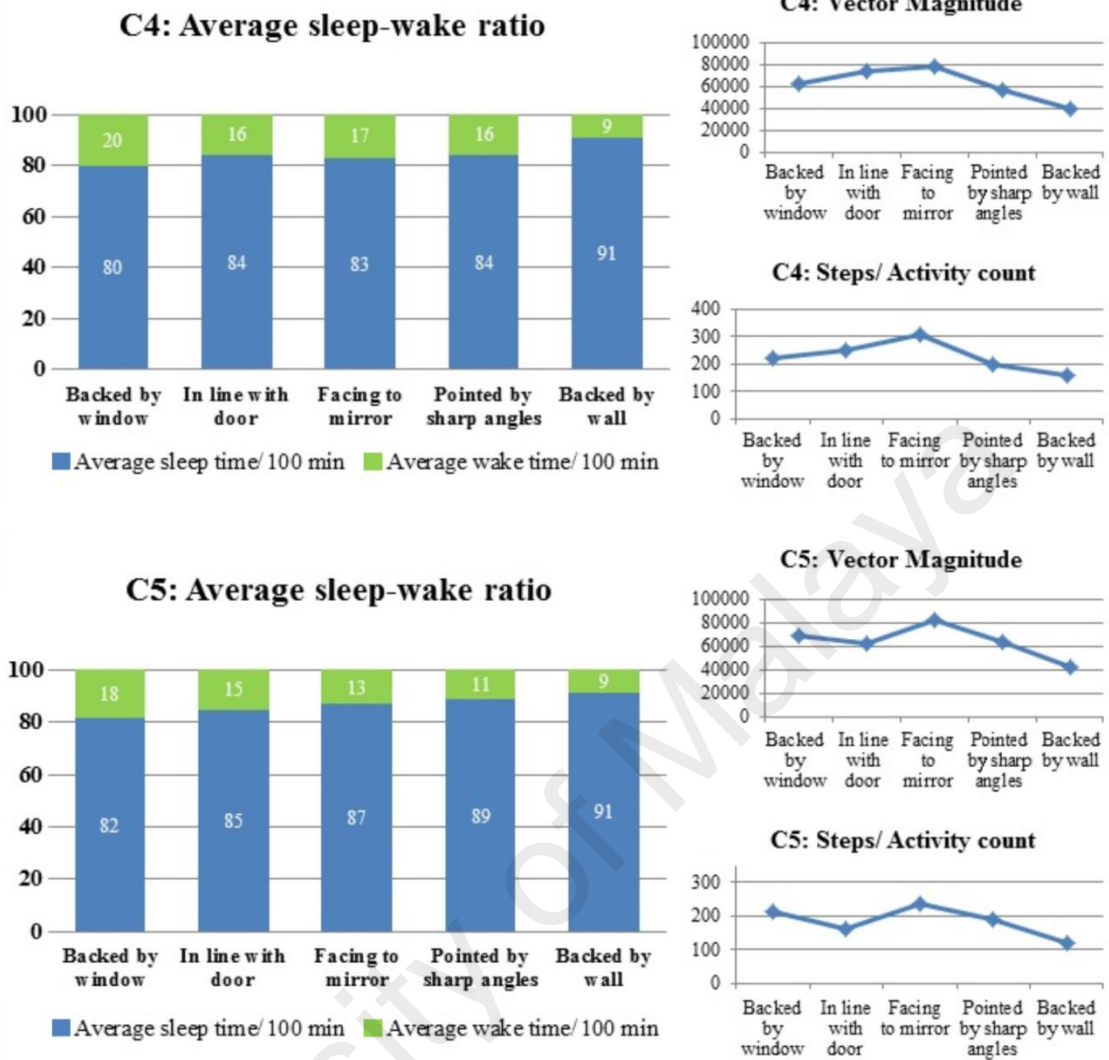 C4: Average sleep-wake ratio
100
80
60
40
20
0
20
16
17
16
9
80
84
83
84
91
Backed by window
In line with door
Facing to mirror
Pointed by sharp angles
Backed by wall
Average sleep time/ 100 min
Average wake time/ 100 min
C4: Vector Magnitude
100000
80000
60000
40000
20000
0
Backed by window
In line with door
Facing to mirror
Pointed by sharp angles
Backed by wall
C4: Steps/ Activity count
400
300
200
100
0
Backed by window
In line with door
Facing to mirror
Pointed by sharp angles
Backed by wall
C5: Average sleep-wake ratio
100
80
60
40
20
0
18
15
13
11
9
82
85
87
89
91
Backed by window
In line with door
Facing to mirror
Pointed by sharp angles
Backed by wall
Average sleep time/ 100 min
Average wake time/ 100 min
C5: Vector Magnitude
100000
80000
60000
40000
20000
0
Backed by window
In line with door
Facing to mirror
Pointed by sharp angles
Backed by wall
C5: Steps/ Activity count
300
200
100
0
Backed by window
In line with door
Facing to mirror
Pointed by sharp angles
Backed by wall
sity of Malaya